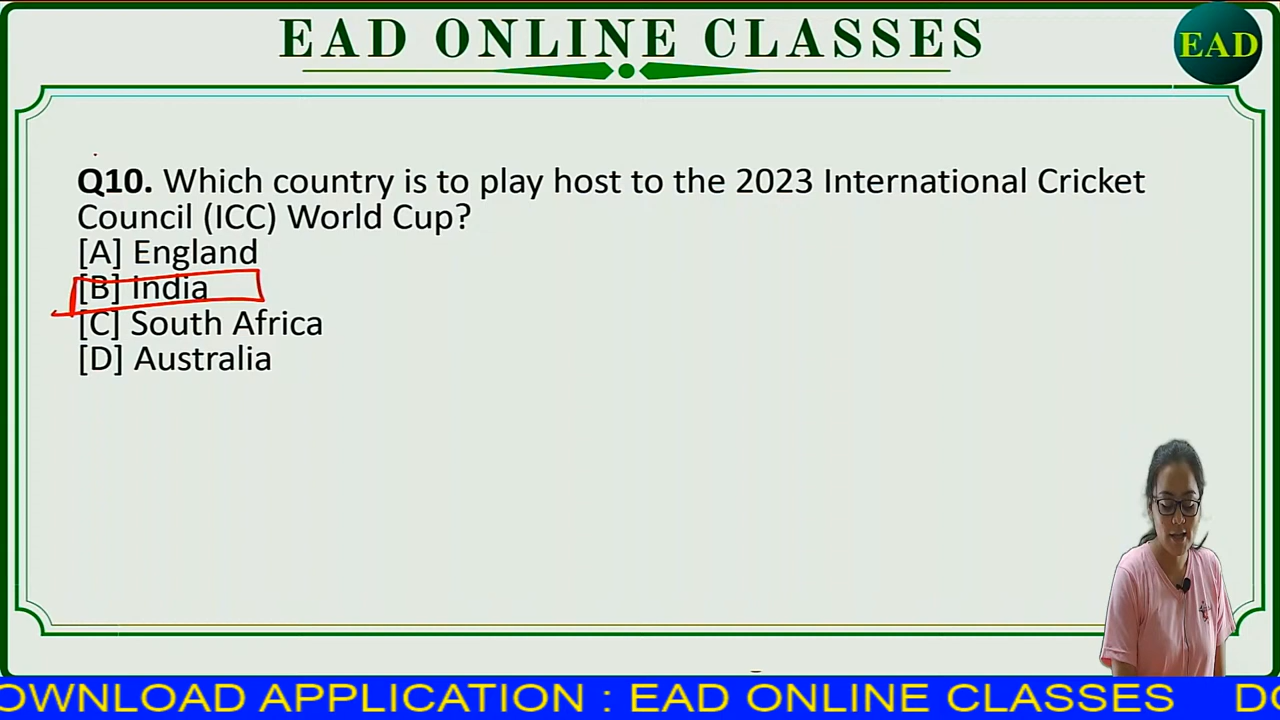 EAD ONLINE CLASSES
EAD
Q10. Which country is to play host to the 2023 International Cricket
Council (ICC) World Cup?
[A] England
[B] India
[C] South Africa
[D] Australia
OWNLOAD APPLICATION : EAD ONLINE CLASSES DO